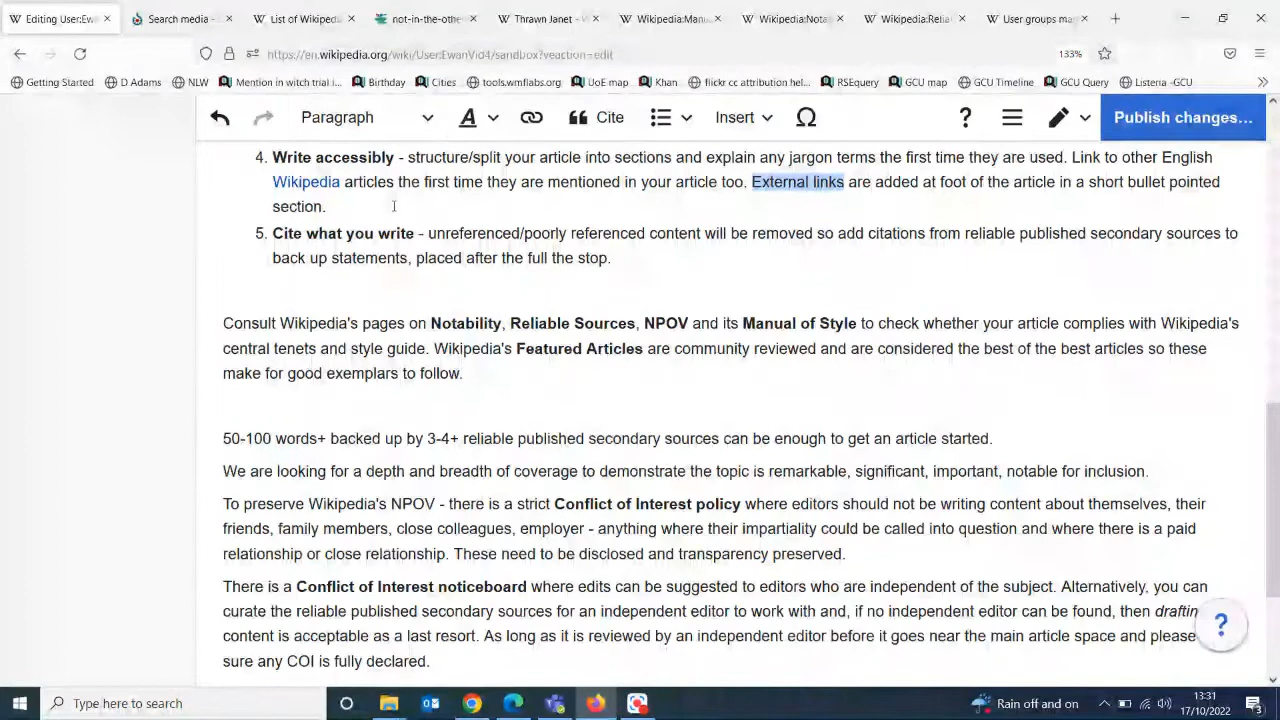 Editing User:Ew
Search media -
List of Wikiped
not-in-the-othe
Thrawn Janet - W
Wikipedia:Manu
Wikipedia:Nota
Wikipedia:Relia
User groups ma
https://en.wikipedia.org/wiki/User:EwanVid4/sandbox?veaction=edit
133%
Getting Started
D Adams
NLW
Mention in witch trial i...
Birthday
Cities
tools.wmflabs.org
UoE map
Khan
flickr cc attribution hel...
RSEquery
GCU map
GCU Timeline
GCU Query
Listeria -GCU
Paragraph
A
Cite
Insert
Ω
?
Publish changes...
4. Write accessibly - structure/split your article into sections and explain any jargon terms the first time they are used. Link to other English
Wikipedia articles the first time they are mentioned in your article too. External links are added at foot of the article in a short bullet pointed
section.
5. Cite what you write - unreferenced/poorly referenced content will be removed so add citations from reliable published secondary sources to
back up statements, placed after the full the stop.
Consult Wikipedia's pages on Notability, Reliable Sources, NPOV and its Manual of Style to check whether your article complies with Wikipedia's
central tenets and style guide. Wikipedia's Featured Articles are community reviewed and are considered the best of the best articles so these
make for good exemplars to follow.
50-100 words+ backed up by 3-4+ reliable published secondary sources can be enough to get an article started.
We are looking for a depth and breadth of coverage to demonstrate the topic is remarkable, significant, important, notable for inclusion.
To preserve Wikipedia's NPOV - there is a strict Conflict of Interest policy where editors should not be writing content about themselves, their
friends, family members, close colleagues, employer - anything where their impartiality could be called into question and where there is a paid
relationship or close relationship. These need to be disclosed and transparency preserved.
There is a Conflict of Interest noticeboard where edits can be suggested to editors who are independent of the subject. Alternatively, you can
curate the reliable published secondary sources for an independent editor to work with and, if no independent editor can be found, then draftin
content is acceptable as a last resort. As long as it is reviewed by an independent editor before it goes near the main article space and please
sure any COI is fully declared.
?
Type here to search
Rain off and on
13:31
17/10/2022